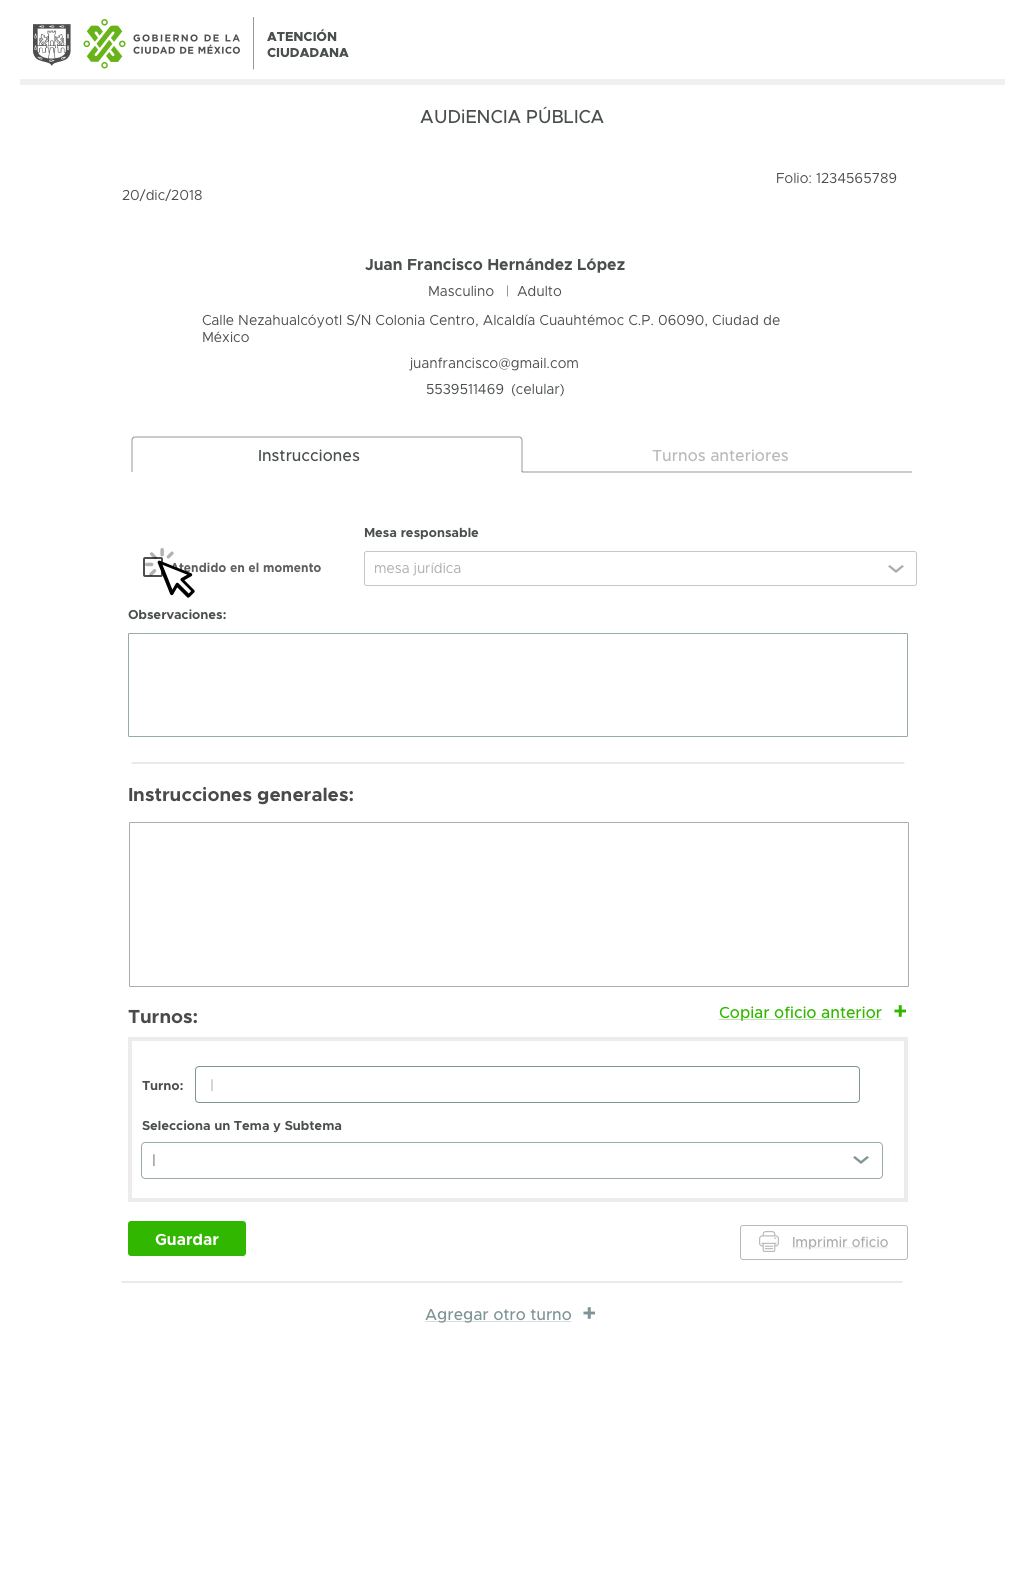 GOBIERNO DE LA
CIUDAD DE MÉXICO
ATENCIÓN
CIUDADANA
AUDiENCIA PÚBLICA
Folio: 1234565789
20/dic/2018
Juan Francisco Hernández López
Masculino | Adulto
Calle Nezahualcóyotl S/N Colonia Centro, Alcaldía Cuauhtémoc C.P. 06090, Ciudad de
México
juanfrancisco@gmail.com
5539511469 (celular)
Instrucciones
Turnos anteriores
Mesa responsable
Atendido en el momento
mesa jurídica
Observaciones:
Instrucciones generales:
Turnos:
Copiar oficio anterior +
Turno:
Selecciona un Tema y Subtema
Guardar
Imprimir oficio
Agregar otro turno +